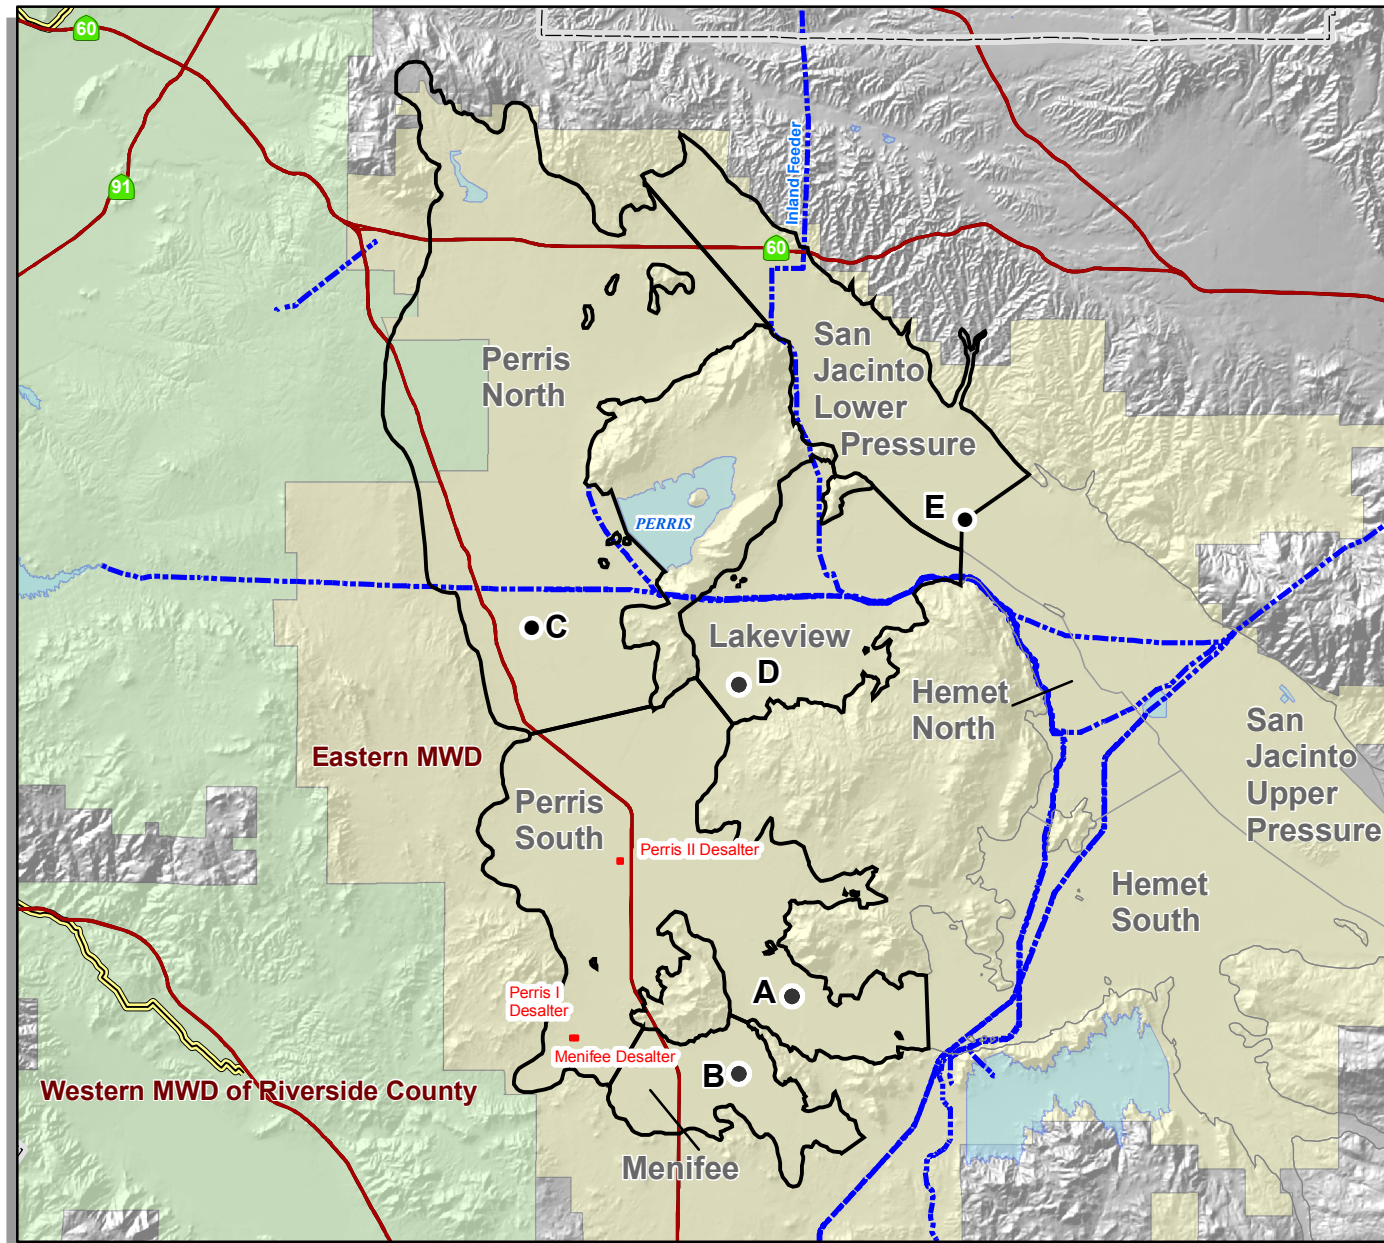 60
91
Inland Feeder
60
San
Jacinto
Lower
Pressure
Perris
North
PERRIS
E
C
Lakeview
D
Hemet
North
San
Jacinto
Upper
Pressure
Eastern MWD
Perris
South
Perris II Desalter
Hemet
South
Perris I
Desalter
A
Menifee Desalter
B
Western MWD of Riverside County
Menifee